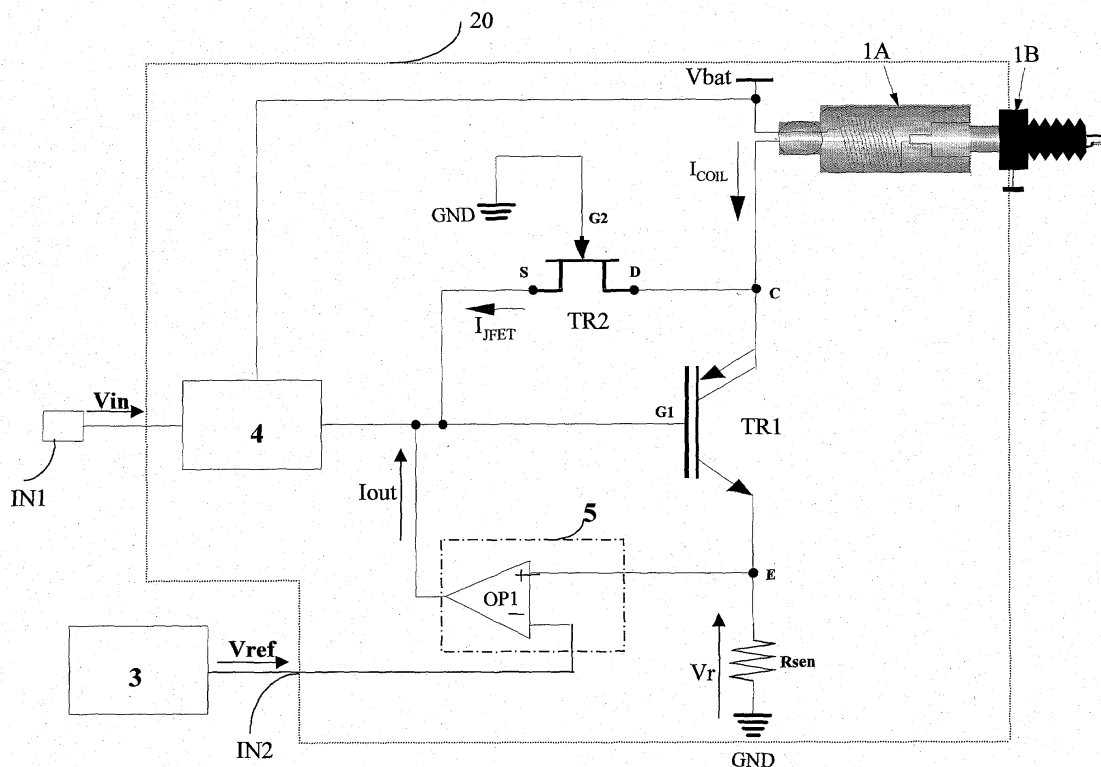 20
1A
1B
Vbat
I_COIL
GND
G2
S
D
C
TR2
I_JFET
Vin
4
G1
TR1
IN1
Iout
5
+
OP1
−
E
3
Vref
Vr
Rsen
IN2
GND